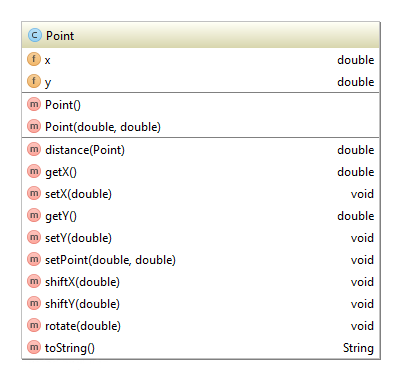 C Point
f x double
f y double
m Point()
m Point(double, double)
m distance(Point) double
m getX() double
m setX(double) void
m getY() double
m setY(double) void
m setPoint(double, double) void
m shiftX(double) void
m shiftY(double) void
m rotate(double) void
m toString() String